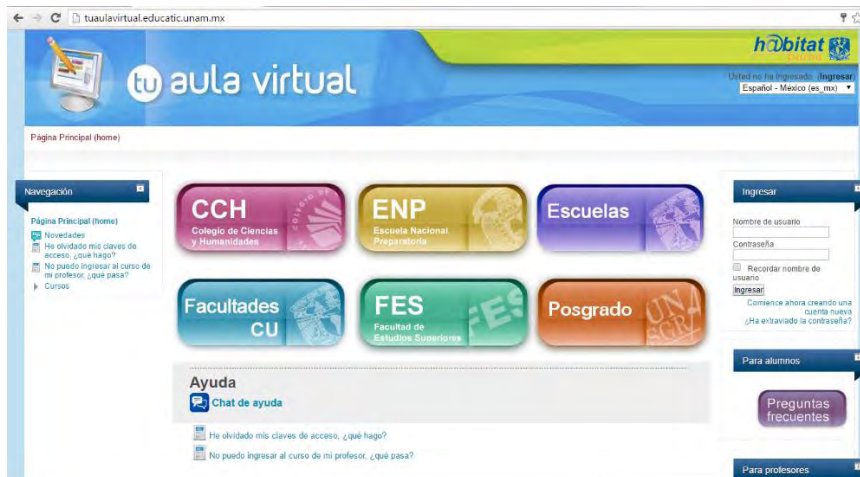 tuaulavirtual.educatic.unam.mx
h@bitat
puma
tu aula virtual
Usted no ha ingresado. (Ingresar)
Español - México (es_mx)
Página Principal (home)
Navegación
Página Principal (home)
Novedades
He olvidado mis claves de
acceso, ¿qué hago?
No puedo ingresar al curso de
mi profesor, ¿qué pasa?
Cursos
CCH
Colegio de Ciencias
y Humanidades
ENP
Escuela Nacional
Preparatoria
Escuelas
Facultades
CU
FES
Facultad de
Estudios Superiores
FES
Posgrado
Ayuda
Chat de ayuda
He olvidado mis claves de acceso, ¿qué hago?
No puedo ingresar al curso de mi profesor, ¿qué pasa?
Ingresar
Nombre de usuario
Contraseña
Recordar nombre de
usuario
Ingresar
Comience ahora creando una
cuenta nueva
¿Ha extraviado la contraseña?
Para alumnos
Preguntas
frecuentes
Para profesores